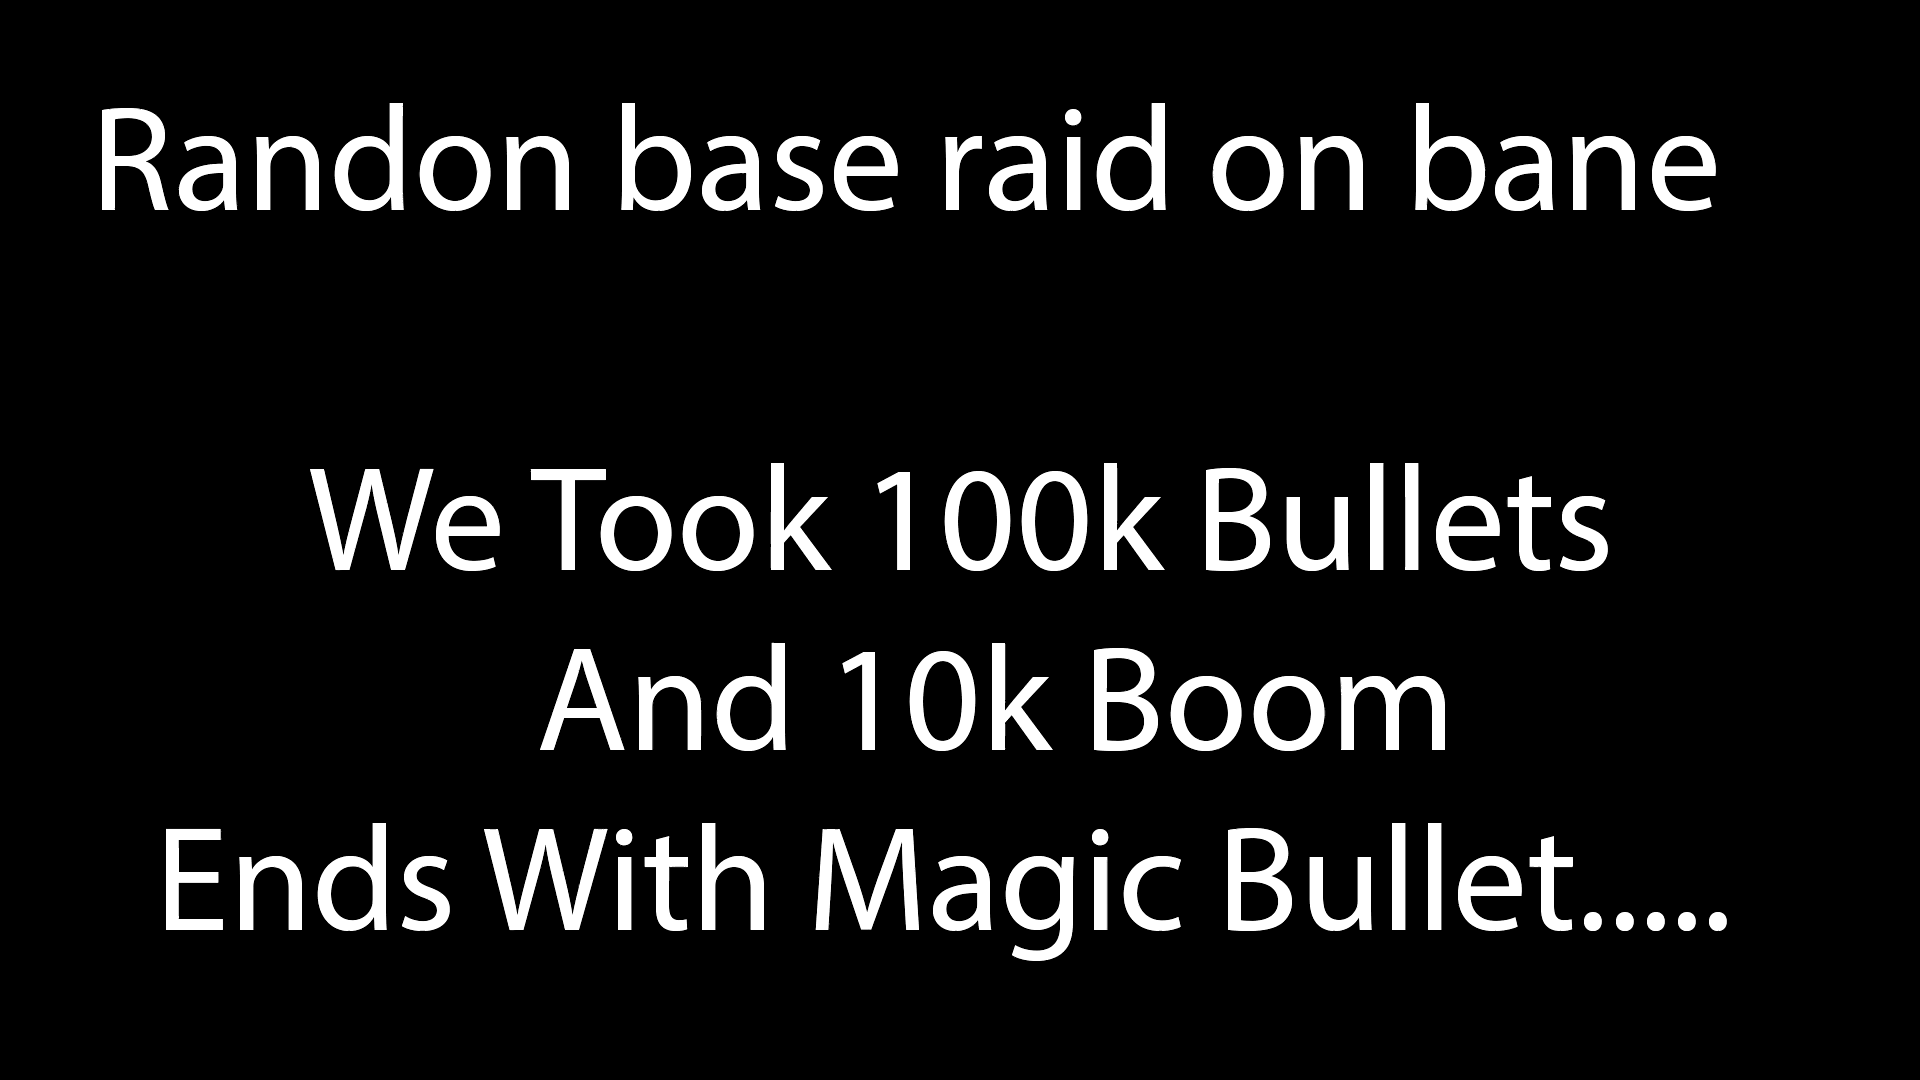 Randon base raid on bane
We Took 100k Bullets
And 10k Boom
Ends With Magic Bullet.....